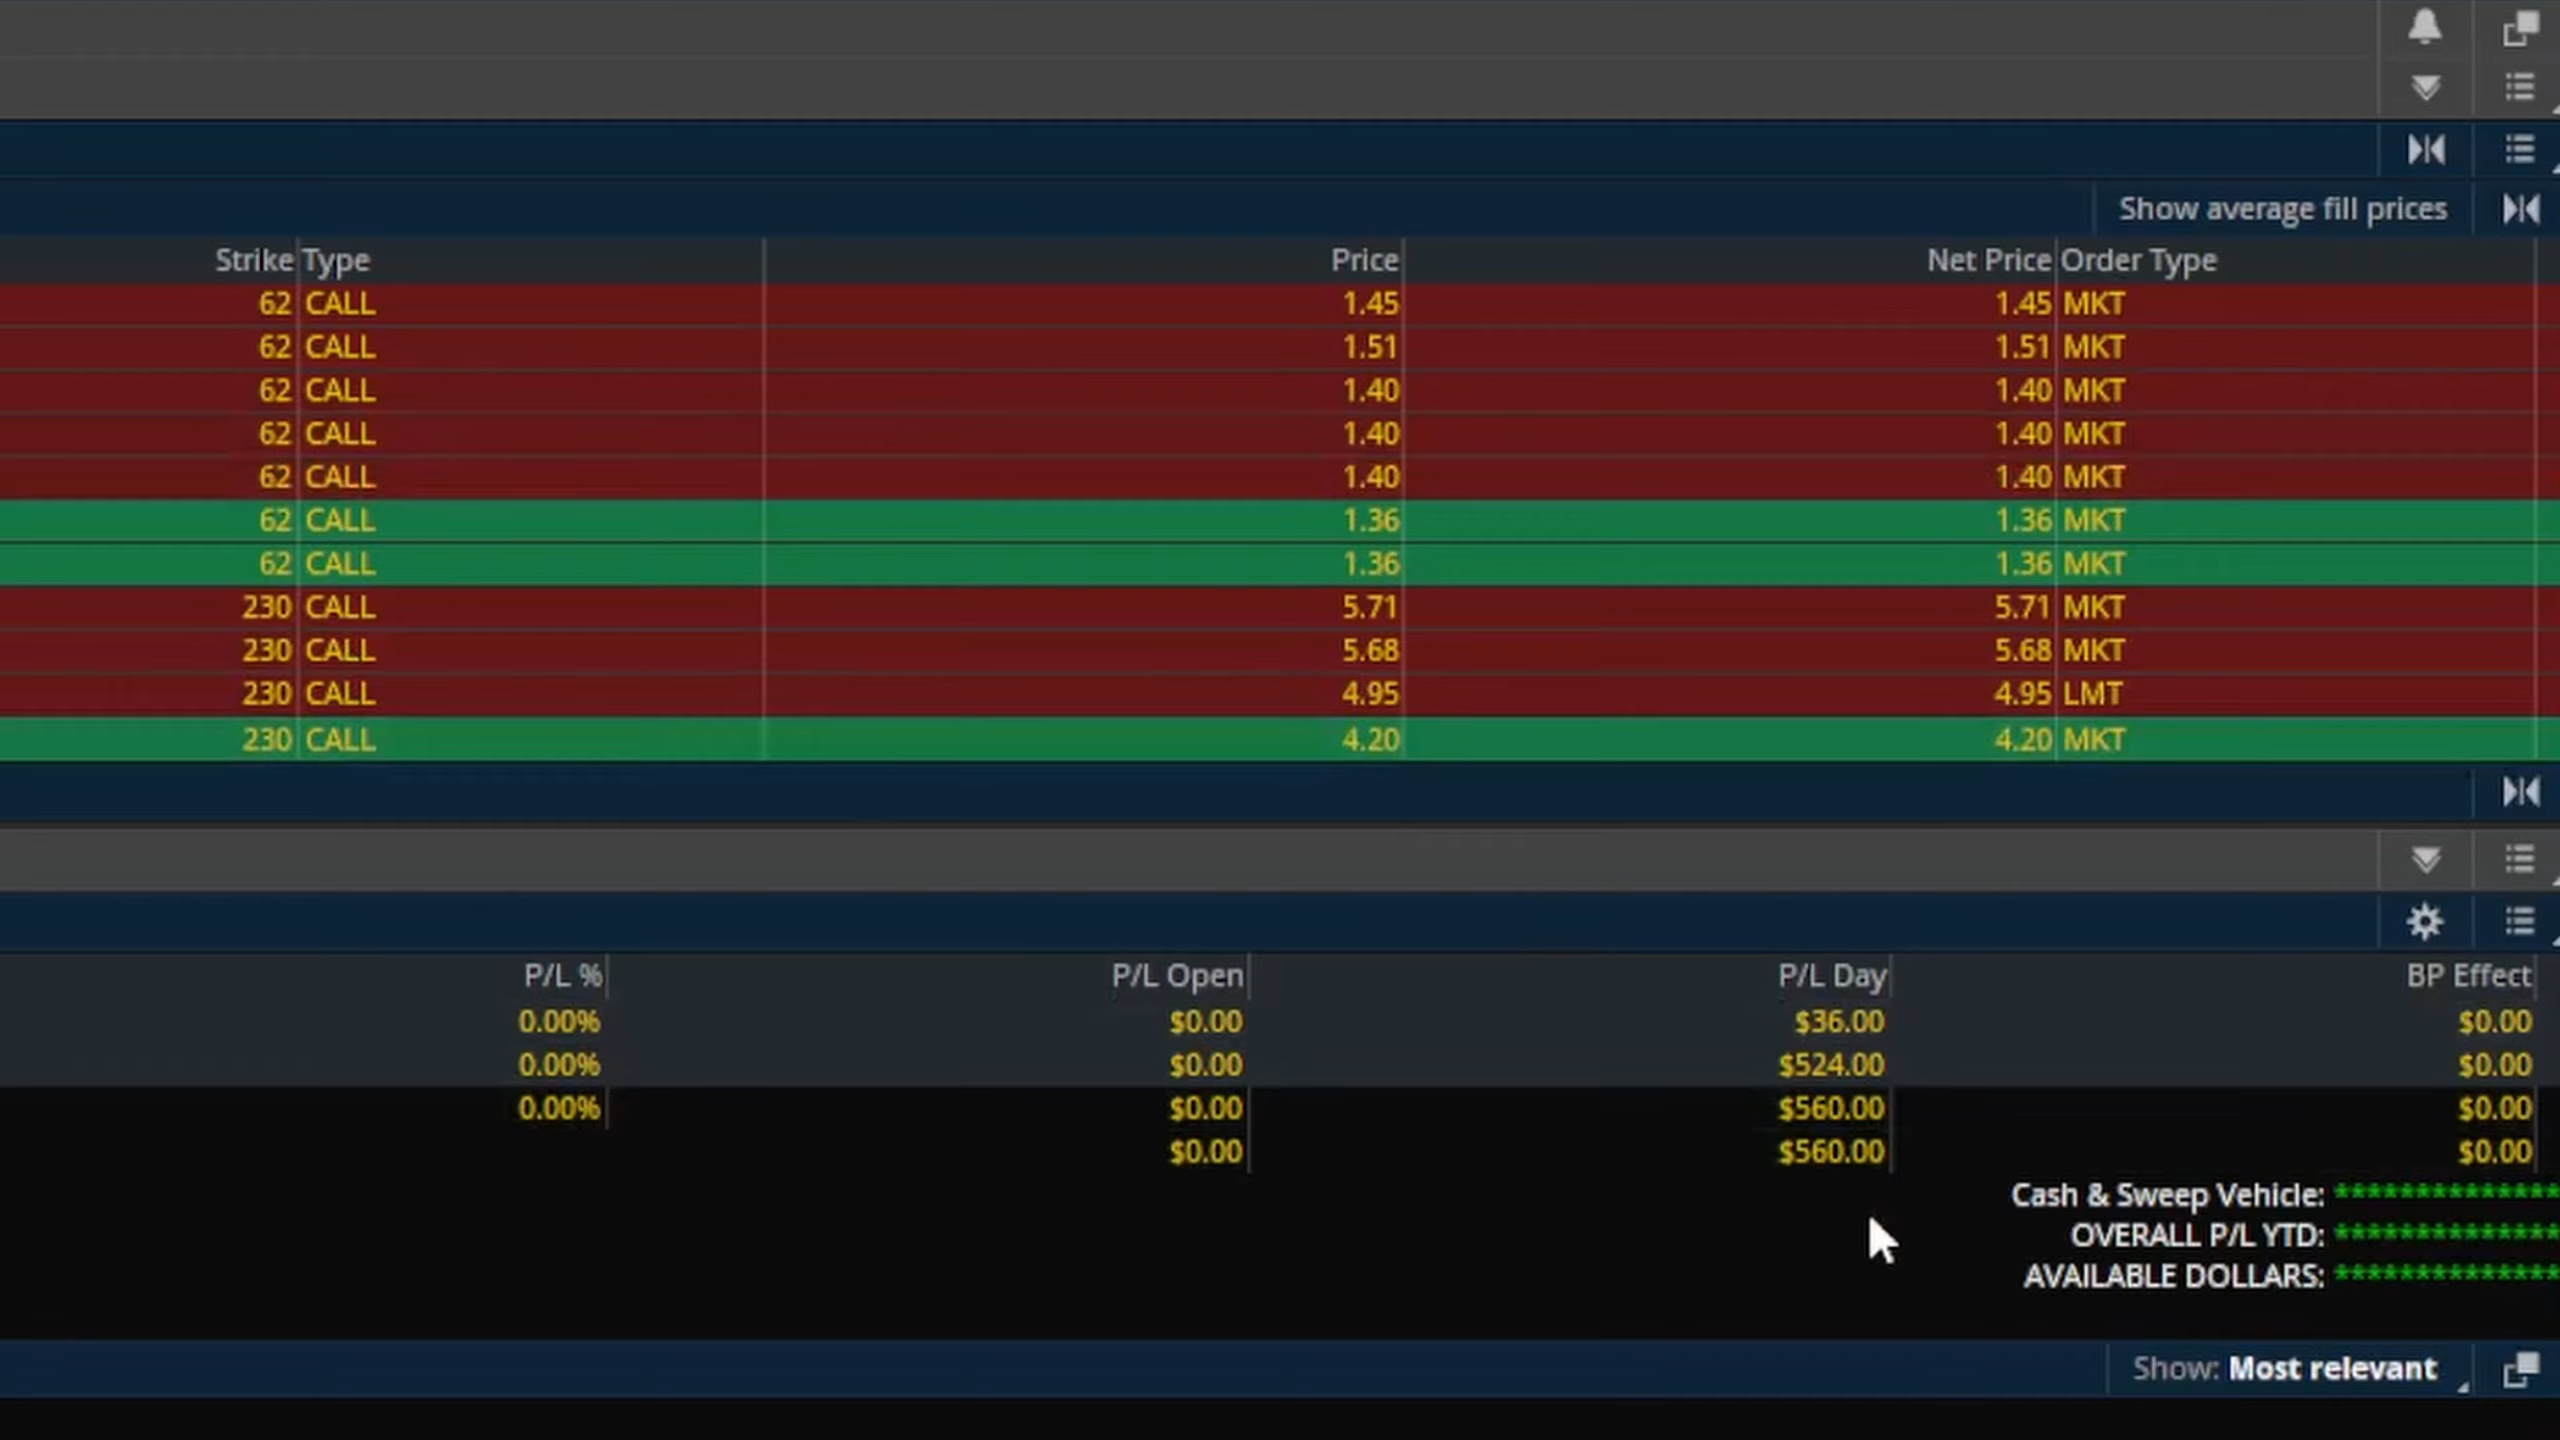 Show average fill prices
Strike Type Price Net Price Order Type
62 CALL 1.45 1.45 MKT
62 CALL 1.51 1.51 MKT
62 CALL 1.40 1.40 MKT
62 CALL 1.40 1.40 MKT
62 CALL 1.40 1.40 MKT
62 CALL 1.36 1.36 MKT
62 CALL 1.36 1.36 MKT
230 CALL 5.71 5.71 MKT
230 CALL 5.68 5.68 MKT
230 CALL 4.95 4.95 LMT
230 CALL 4.20 4.20 MKT
P/L % P/L Open P/L Day BP Effect
0.00% $0.00 $36.00 $0.00
0.00% $0.00 $524.00 $0.00
0.00% $0.00 $560.00 $0.00
$0.00 $560.00 $0.00
Cash & Sweep Vehicle: **************
OVERALL P/L YTD: **************
AVAILABLE DOLLARS: **************
Show: Most relevant